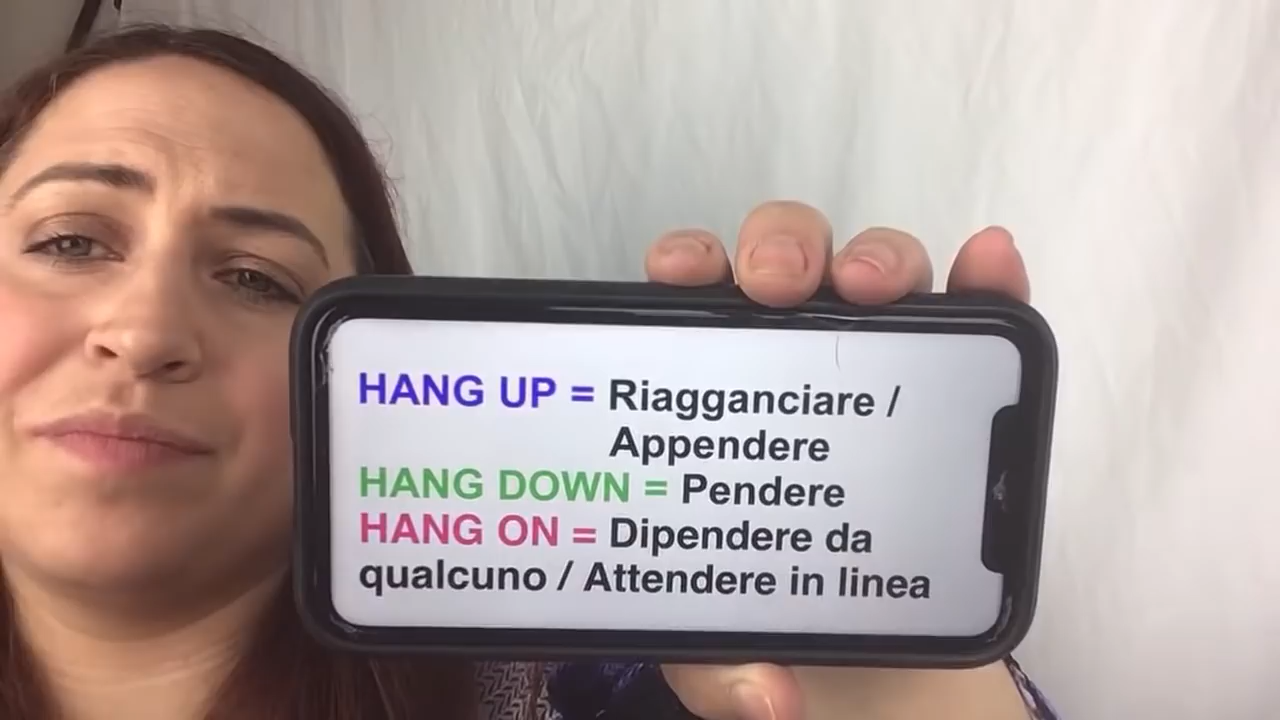 HANG UP = Riagganciare /
Appendere
HANG DOWN = Pendere
HANG ON = Dipendere da
qualcuno / Attendere in linea